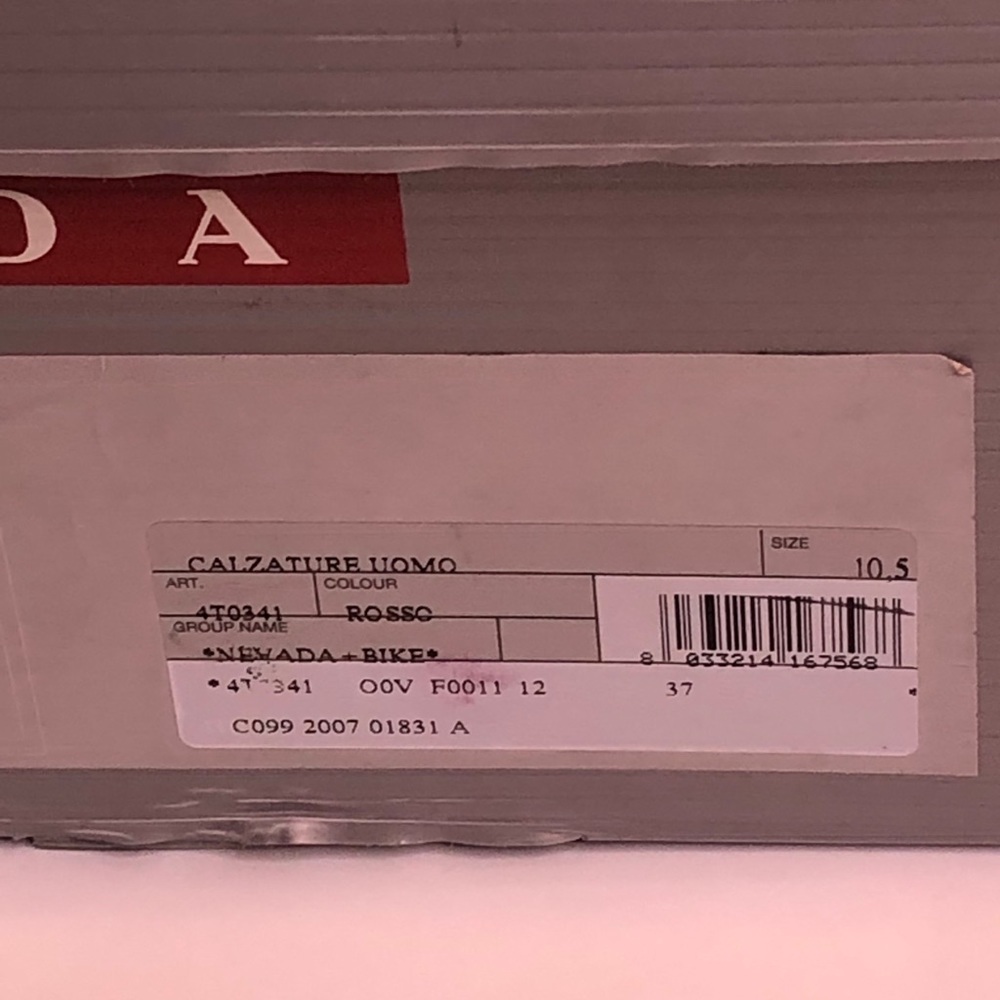 D A
CALZATURE UOMO
SIZE
10,5
ART.
COLOUR
4T0341
ROSSO
GROUP NAME
*NEVADA+BIKE*
8 033214 167568
* 4T0341 O0V F0011 12 37 *
C099 2007 01831 A